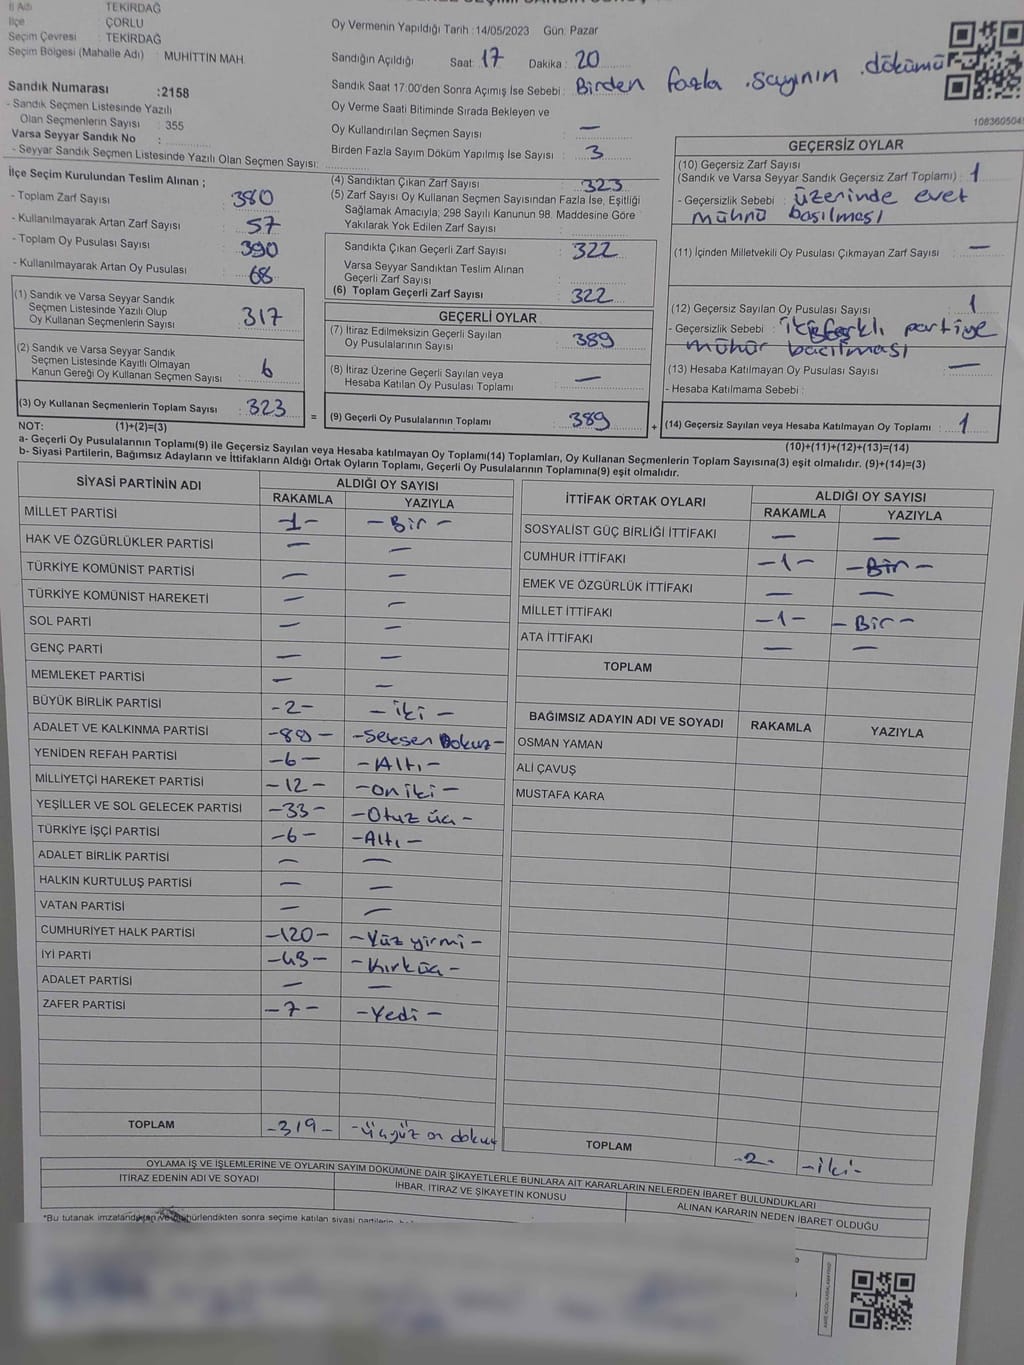 İl Adı : TEKİRDAĞ
İlçe : ÇORLU
Seçim Çevresi : TEKİRDAĞ
Seçim Bölgesi (Mahalle Adı) : MUHİTTİN MAH.
Sandık Numarası :2158
- Sandık Seçmen Listesinde Yazılı
Olan Seçmenlerin Sayısı : 355
Varsa Seyyar Sandık No :
- Seyyar Sandık Seçmen Listesinde Yazılı Olan Seçmen Sayısı:
Oy Vermenin Yapıldığı Tarih :14/05/2023 Gün: Pazar
Sandığın Açıldığı Saat: 17 Dakika : 20
Sandık Saat 17:00'den Sonra Açımış İse Sebebi : Birden fazla sayının dökümü
Oy Verme Saati Bitiminde Sırada Bekleyen ve
Oy Kullandırılan Seçmen Sayısı : —
Birden Fazla Sayım Döküm Yapılmış İse Sayısı : 3
1083605045
İlçe Seçim Kurulundan Teslim Alınan ;
- Toplam Zarf Sayısı : 380
- Kullanılmayarak Artan Zarf Sayısı : 57
- Toplam Oy Pusulası Sayısı : 390
- Kullanılmayarak Artan Oy Pusulası : 68
(1) Sandık ve Varsa Seyyar Sandık
Seçmen Listesinde Yazılı Olup
Oy Kullanan Seçmenlerin Sayısı : 317
(2) Sandık ve Varsa Seyyar Sandık
Seçmen Listesinde Kayıtlı Olmayan
Kanun Gereği Oy Kullanan Seçmen Sayısı : 6
(3) Oy Kullanan Seçmenlerin Toplam Sayısı : 323 =
(4) Sandıktan Çıkan Zarf Sayısı : 323
(5) Zarf Sayısı Oy Kullanan Seçmen Sayısından Fazla İse, Eşitliği
Sağlamak Amacıyla; 298 Sayılı Kanunun 98. Maddesine Göre
Yakılarak Yok Edilen Zarf Sayısı :
Sandıkta Çıkan Geçerli Zarf Sayısı : 322
Varsa Seyyar Sandıktan Teslim Alınan
Geçerli Zarf Sayısı :
(6) Toplam Geçerli Zarf Sayısı : 322
GEÇERLİ OYLAR
(7) İtiraz Edilmeksizin Geçerli Sayılan
Oy Pusulalarının Sayısı : 389
(8) İtiraz Üzerine Geçerli Sayılan veya
Hesaba Katılan Oy Pusulası Toplamı : —
(9) Geçerli Oy Pusulalarının Toplamı : 389 +
GEÇERSİZ OYLAR
(10) Geçersiz Zarf Sayısı
(Sandık ve Varsa Seyyar Sandık Geçersiz Zarf Toplamı) : 1
- Geçersizlik Sebebi : üzerinde evet
mührü basılması
(11) İçinden Milletvekili Oy Pusulası Çıkmayan Zarf Sayısı : —
(12) Geçersiz Sayılan Oy Pusulası Sayısı : 1
- Geçersizlik Sebebi : iki farklı partiye
mühür basılması
(13) Hesaba Katılmayan Oy Pusulası Sayısı : —
- Hesaba Katılmama Sebebi :
(14) Geçersiz Sayılan veya Hesaba Katılmayan Oy Toplamı : 1
NOT: (1)+(2)=(3)
(10)+(11)+(12)+(13)=(14)
a- Geçerli Oy Pusulalarının Toplamı(9) ile Geçersiz Sayılan veya Hesaba katılmayan Oy Toplamı(14) Toplamları, Oy Kullanan Seçmenlerin Toplam Sayısına(3) eşit olmalıdır. (9)+(14)=(3)
b- Siyasi Partilerin, Bağımsız Adayların ve İttifakların Aldığı Ortak Oyların Toplamı, Geçerli Oy Pusulalarının Toplamına(9) eşit olmalıdır.
SİYASİ PARTİNİN ADI ALDIĞI OY SAYISI
RAKAMLA YAZIYLA
MİLLET PARTİSİ -1- -Bir-
HAK VE ÖZGÜRLÜKLER PARTİSİ — —
TÜRKİYE KOMÜNİST PARTİSİ — —
TÜRKİYE KOMÜNİST HAREKETİ — —
SOL PARTİ — —
GENÇ PARTİ — —
MEMLEKET PARTİSİ — —
BÜYÜK BİRLİK PARTİSİ -2- -iki-
ADALET VE KALKINMA PARTİSİ -89- -Seksen Dokuz-
YENİDEN REFAH PARTİSİ -6- -Altı-
MİLLİYETÇİ HAREKET PARTİSİ -12- -on iki-
YEŞİLLER VE SOL GELECEK PARTİSİ -33- -Otuz üç-
TÜRKİYE İŞÇİ PARTİSİ -6- -Altı-
ADALET BİRLİK PARTİSİ — —
HALKIN KURTULUŞ PARTİSİ — —
VATAN PARTİSİ — —
CUMHURİYET HALK PARTİSİ -120- -Yüz yirmi-
İYİ PARTİ -43- -Kırküç-
ADALET PARTİSİ — —
ZAFER PARTİSİ -7- -Yedi-
TOPLAM -319- -üçyüz on dokuz
İTTİFAK ORTAK OYLARI ALDIĞI OY SAYISI
RAKAMLA YAZIYLA
SOSYALİST GÜÇ BİRLİĞİ İTTİFAKI — —
CUMHUR İTTİFAKI -1- -Bir-
EMEK VE ÖZGÜRLÜK İTTİFAKI — —
MİLLET İTTİFAKI -1- -Bir-
ATA İTTİFAKI — —
TOPLAM
BAĞIMSIZ ADAYIN ADI VE SOYADI RAKAMLA YAZIYLA
OSMAN YAMAN
ALİ ÇAVUŞ
MUSTAFA KARA
TOPLAM -2- -iki-
OYLAMA İŞ VE İŞLEMLERİNE VE OYLARIN SAYIM DÖKÜMÜNE DAİR ŞİKAYETLERLE BUNLARA AİT KARARLARIN NELERDEN İBARET BULUNDUKLARI
İTİRAZ EDENİN ADI VE SOYADI İHBAR, İTİRAZ VE ŞİKAYETİN KONUSU ALINAN KARARIN NEDEN İBARET OLDUĞU
*Bu tutanak imzalandıktan ve mühürlendikten sonra seçime katılan siyasi partilerin